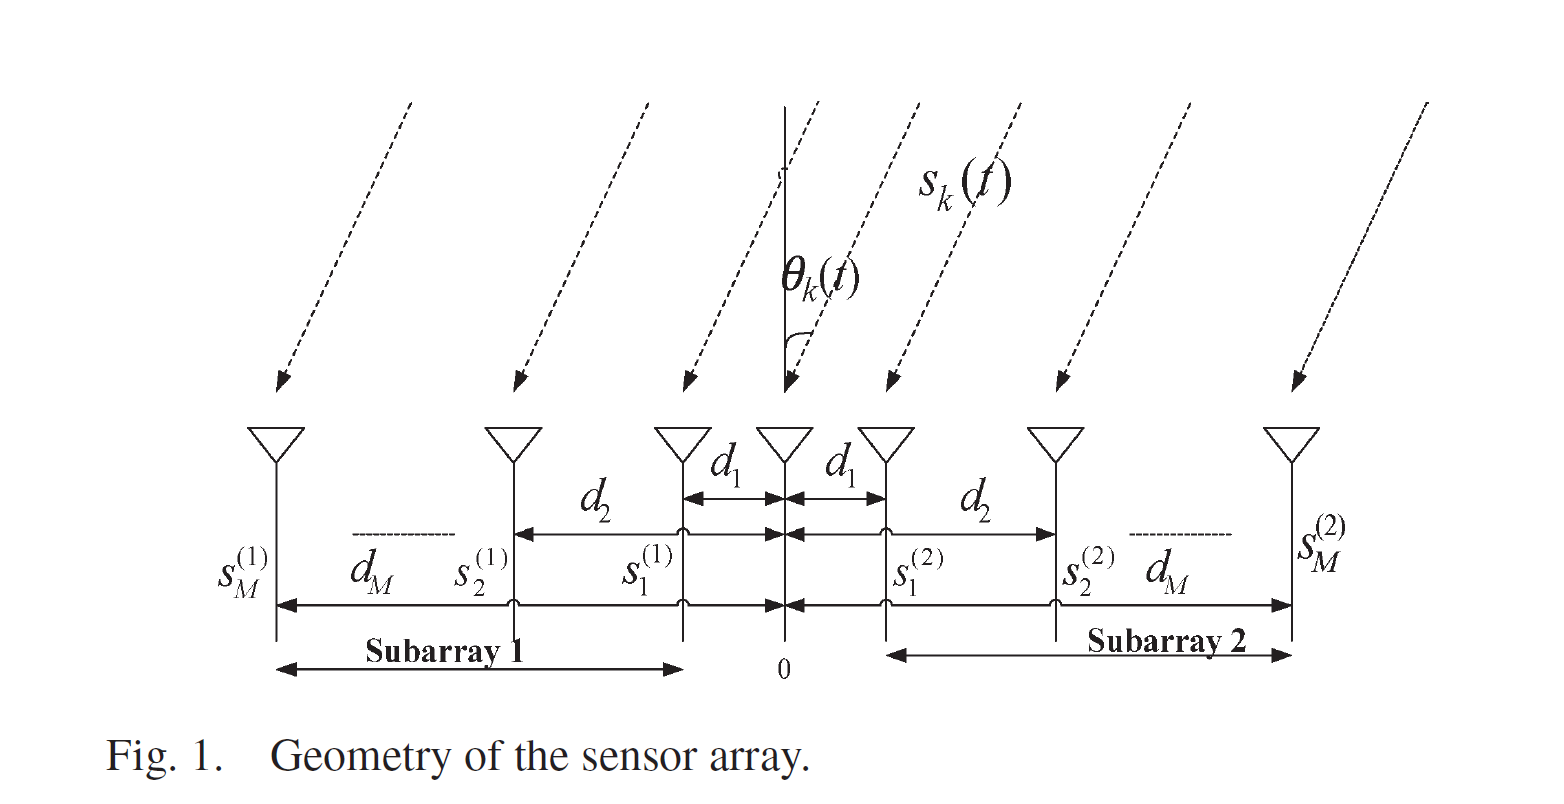 s_k(t)
θ_k(t)
d_1 d_1
d_2 d_2
s_M^(1) d_M s_2^(1) s_1^(1) s_1^(2) s_2^(2) d_M s_M^(2)
Subarray 1 0 Subarray 2
Fig. 1. Geometry of the sensor array.